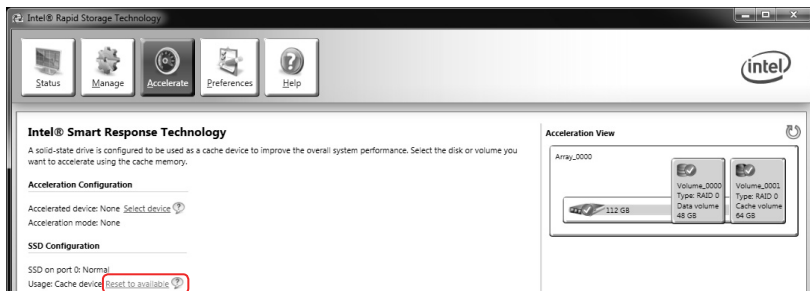 Intel® Rapid Storage Technology
Status Manage Accelerate Preferences Help
intel
Intel® Smart Response Technology
A solid-state drive is configured to be used as a cache device to improve the overall system performance. Select the disk or volume you
want to accelerate using the cache memory.
Acceleration Configuration
Accelerated device: None Select device
Acceleration mode: None
SSD Configuration
SSD on port 0: Normal
Usage: Cache device Reset to available
Acceleration View
Array_0000
112 GB
Volume_0000
Type: RAID 0
Data volume
48 GB
Volume_0001
Type: RAID 0
Cache volume
64 GB